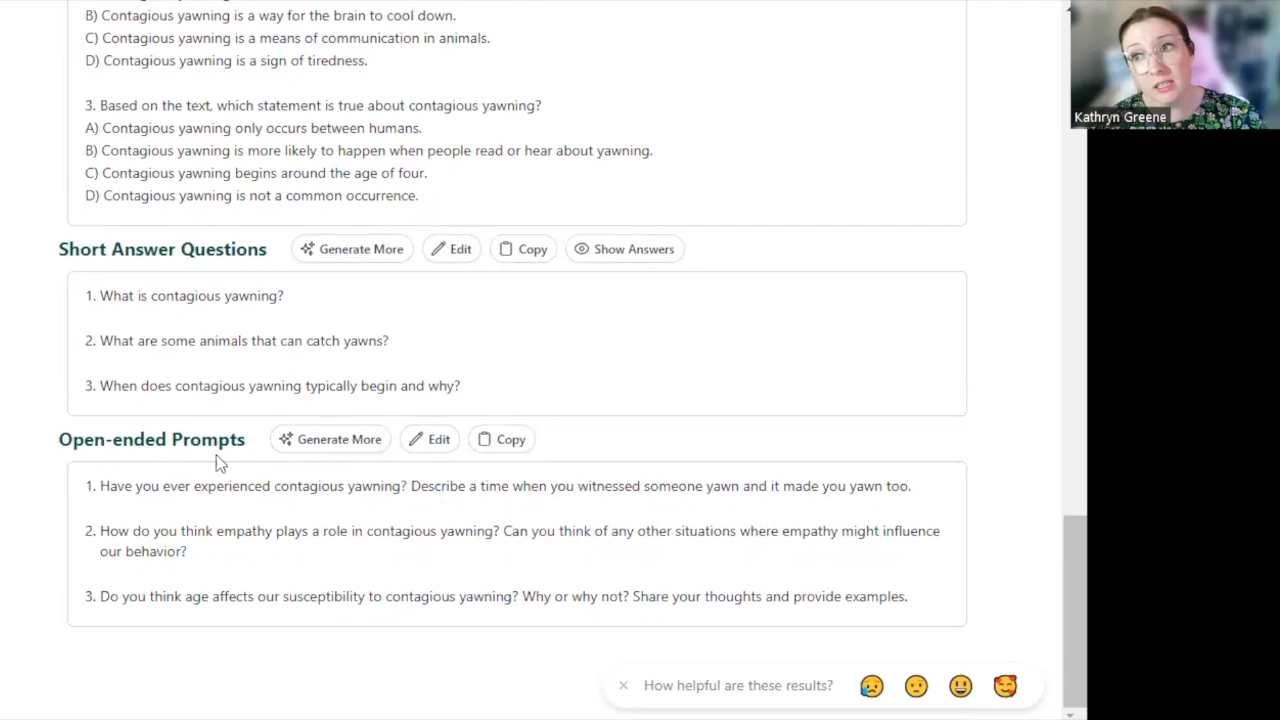 B) Contagious yawning is a way for the brain to cool down.
C) Contagious yawning is a means of communication in animals.
D) Contagious yawning is a sign of tiredness.
3. Based on the text, which statement is true about contagious yawning?
A) Contagious yawning only occurs between humans.
B) Contagious yawning is more likely to happen when people read or hear about yawning.
C) Contagious yawning begins around the age of four.
D) Contagious yawning is not a common occurrence.
Kathryn Greene
Short Answer Questions Generate More Edit Copy Show Answers
1. What is contagious yawning?
2. What are some animals that can catch yawns?
3. When does contagious yawning typically begin and why?
Open-ended Prompts Generate More Edit Copy
1. Have you ever experienced contagious yawning? Describe a time when you witnessed someone yawn and it made you yawn too.
2. How do you think empathy plays a role in contagious yawning? Can you think of any other situations where empathy might influence
our behavior?
3. Do you think age affects our susceptibility to contagious yawning? Why or why not? Share your thoughts and provide examples.
How helpful are these results?